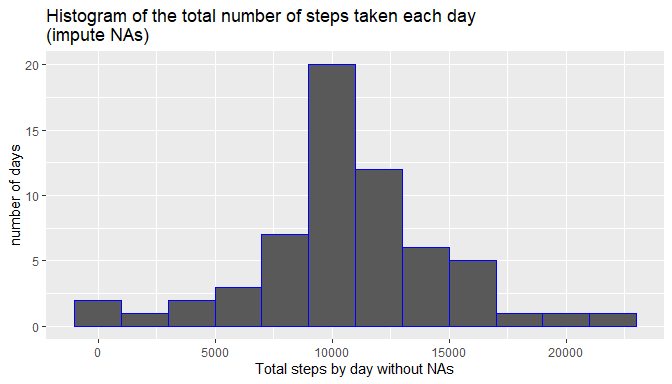 Histogram of the total number of steps taken each day
(impute NAs)
number of days
20
15
10
5
0
0 5000 10000 15000 20000
Total steps by day without NAs